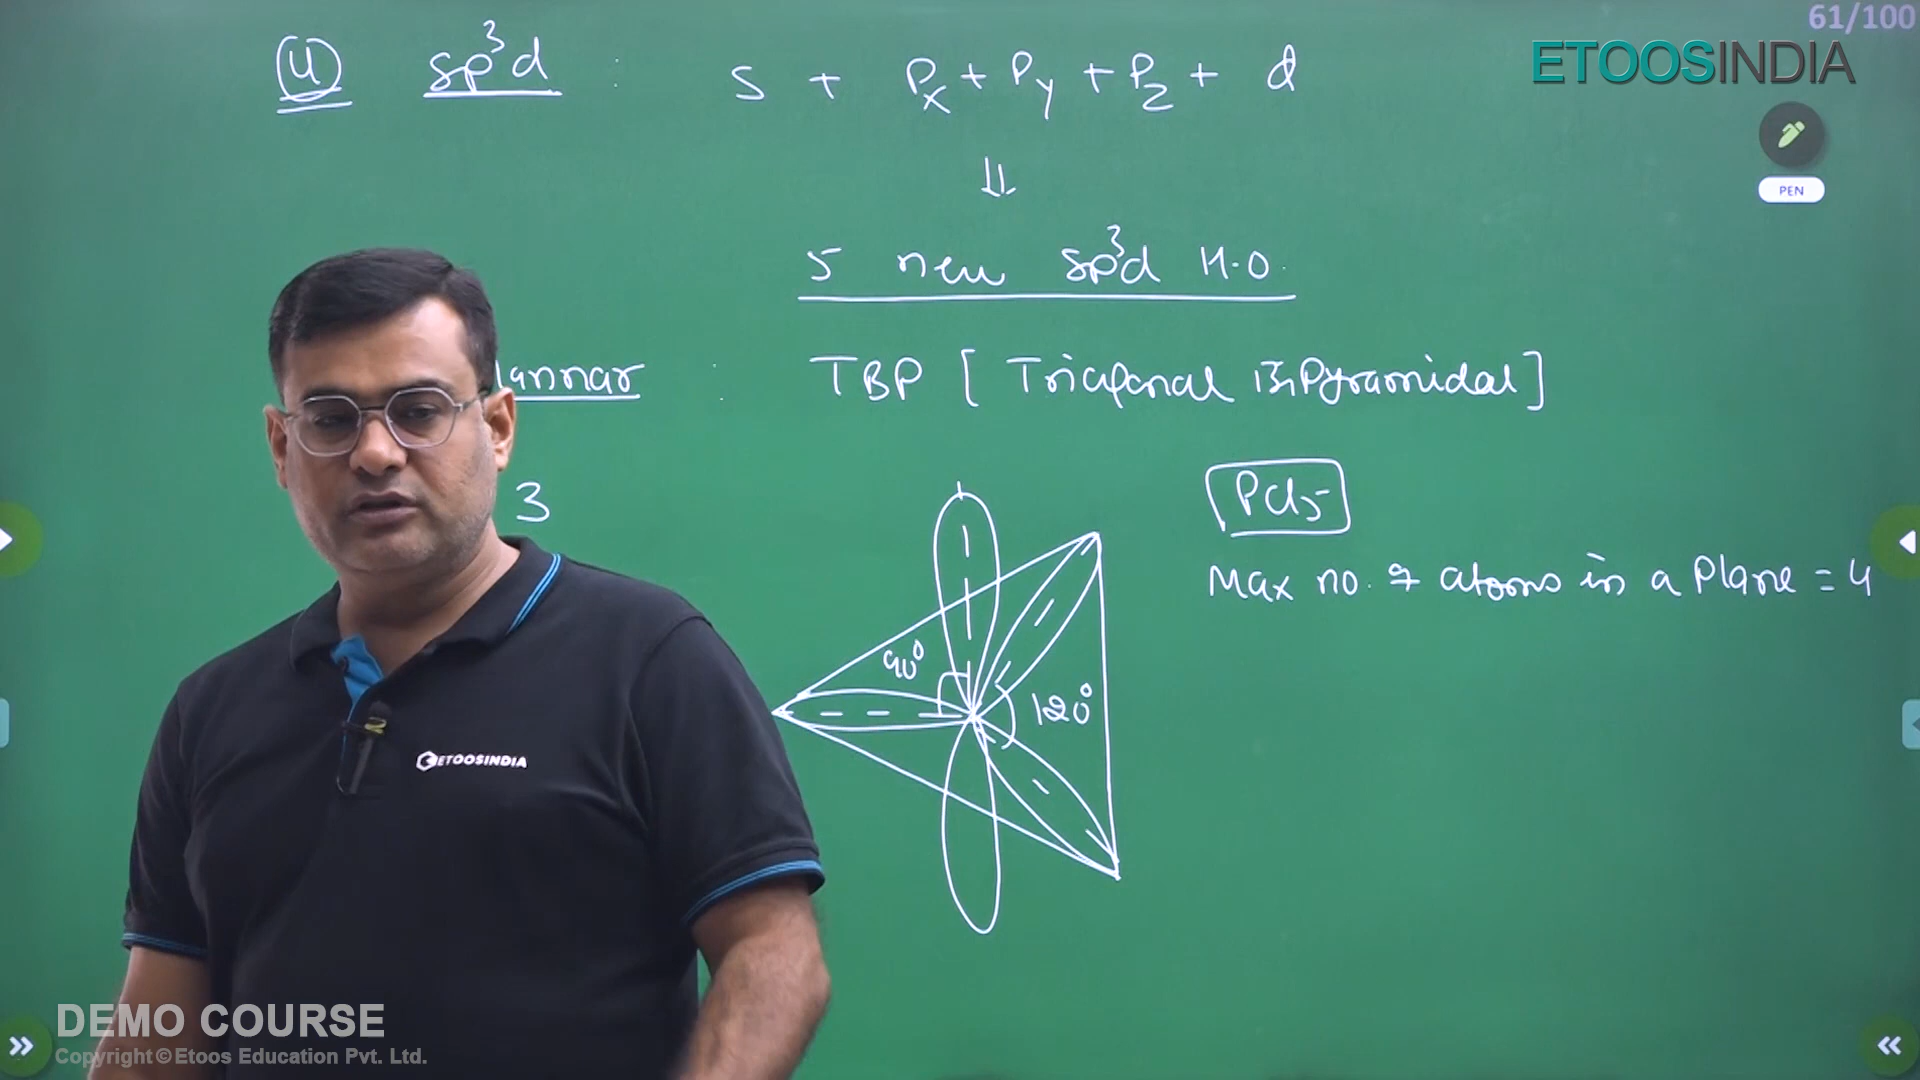 61/100
ETOOSINDIA
PEN
(4) sp³d : s + Px + Py + Pz + d
⇓
5 new sp³d H.O.
lannar : TBP [ Trigonal BiPyramidal ]
3
PCl5
Max no. of atoms in a Plane = 4
90°
120°
ETOOSINDIA
DEMO COURSE
Copyright © Etoos Education Pvt. Ltd.